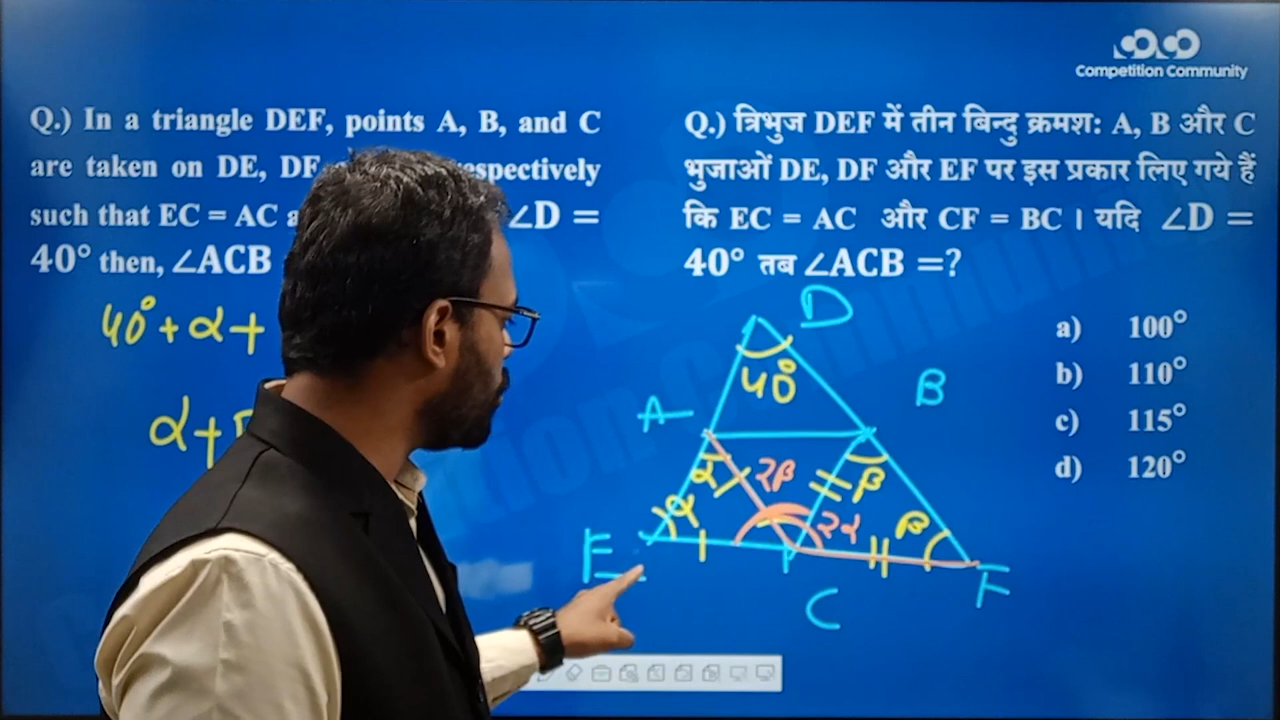 Competition Community
Q.) In a triangle DEF, points A, B, and C
are taken on DE, DF respectively
such that EC = AC ∠D =
40° then, ∠ACB
Q.) त्रिभुज DEF में तीन बिन्दु क्रमश: A, B और C
भुजाओं DE, DF और EF पर इस प्रकार लिए गये हैं
कि EC = AC और CF = BC । यदि ∠D =
40° तब ∠ACB =?
a) 100°
b) 110°
c) 115°
d) 120°
40° + α +
α +
D
40°
A
B
α 2β β
α 2α β
E
F
C